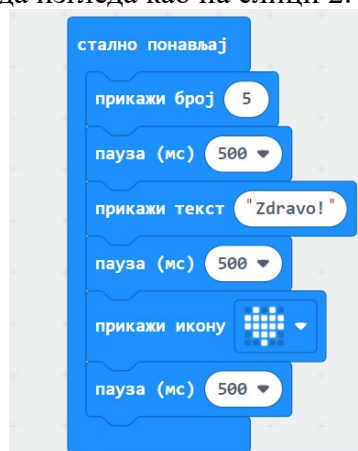 да изгледа као на слици 2.
стално понављај
прикажи број 5
пауза (мс) 500
прикажи текст "Zdravo!"
пауза (мс) 500
прикажи икону
пауза (мс) 500